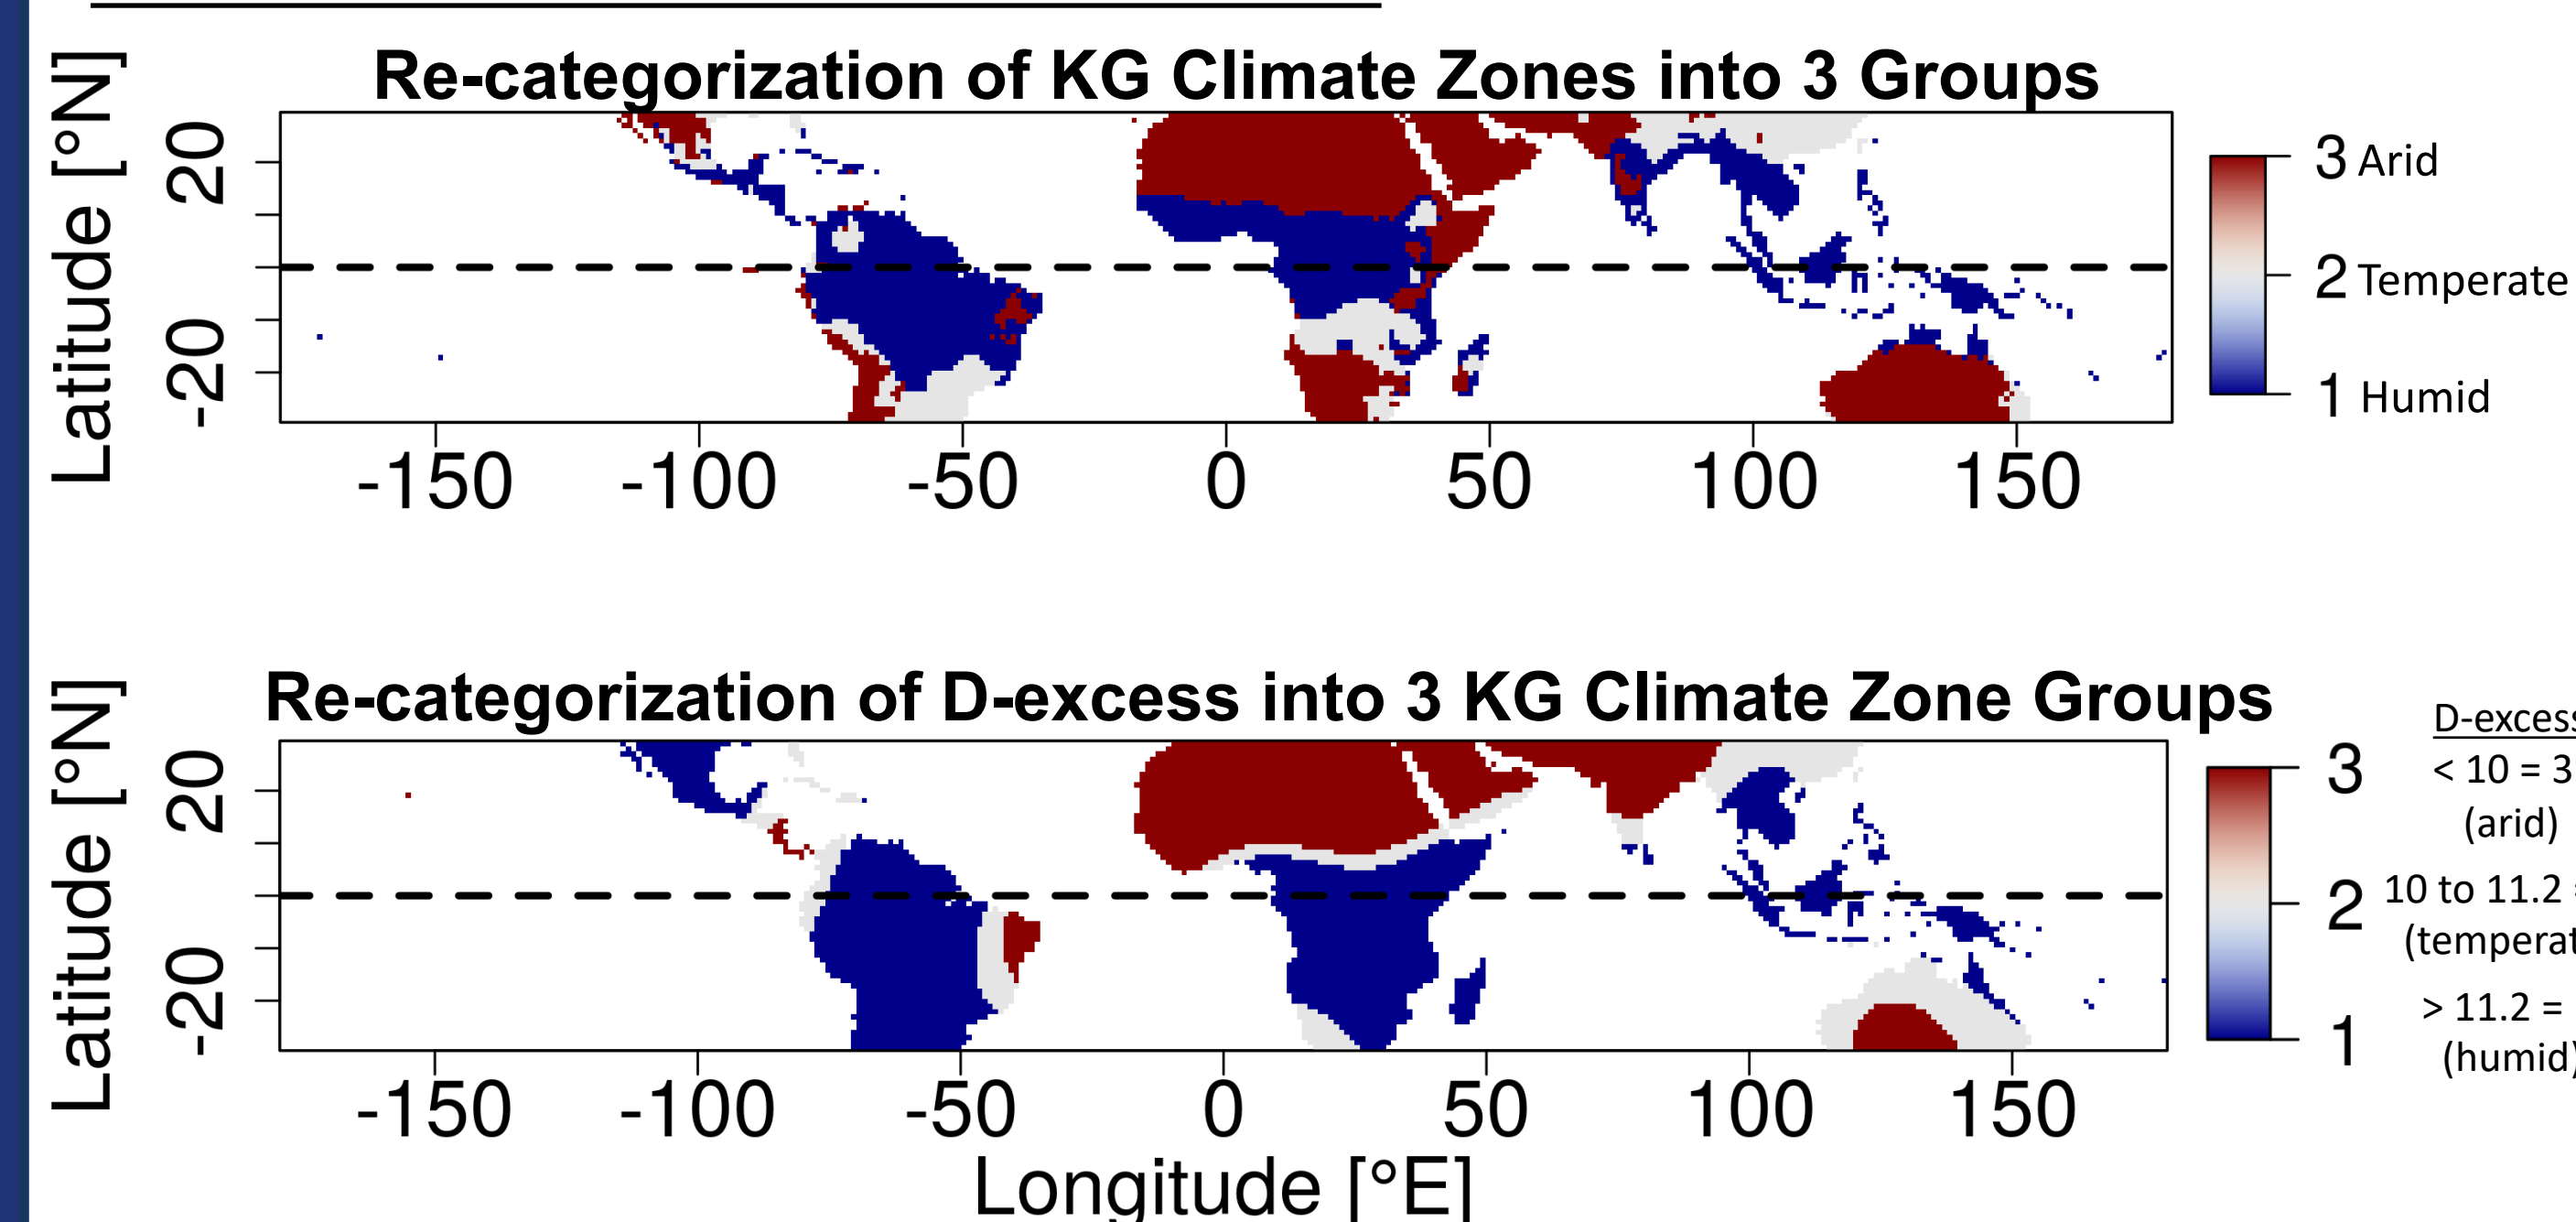 Re-categorization of KG Climate Zones into 3 Groups
Latitude [°N]
20
-20
-150 -100 -50 0 50 100 150
3 Arid
2 Temperate
1 Humid
Re-categorization of D-excess into 3 KG Climate Zone Groups
Latitude [°N]
20
-20
-150 -100 -50 0 50 100 150
Longitude [°E]
3
2
1
D-excess
< 10 = 3
(arid)
10 to 11.2
(temperat
> 11.2 =
(humid)